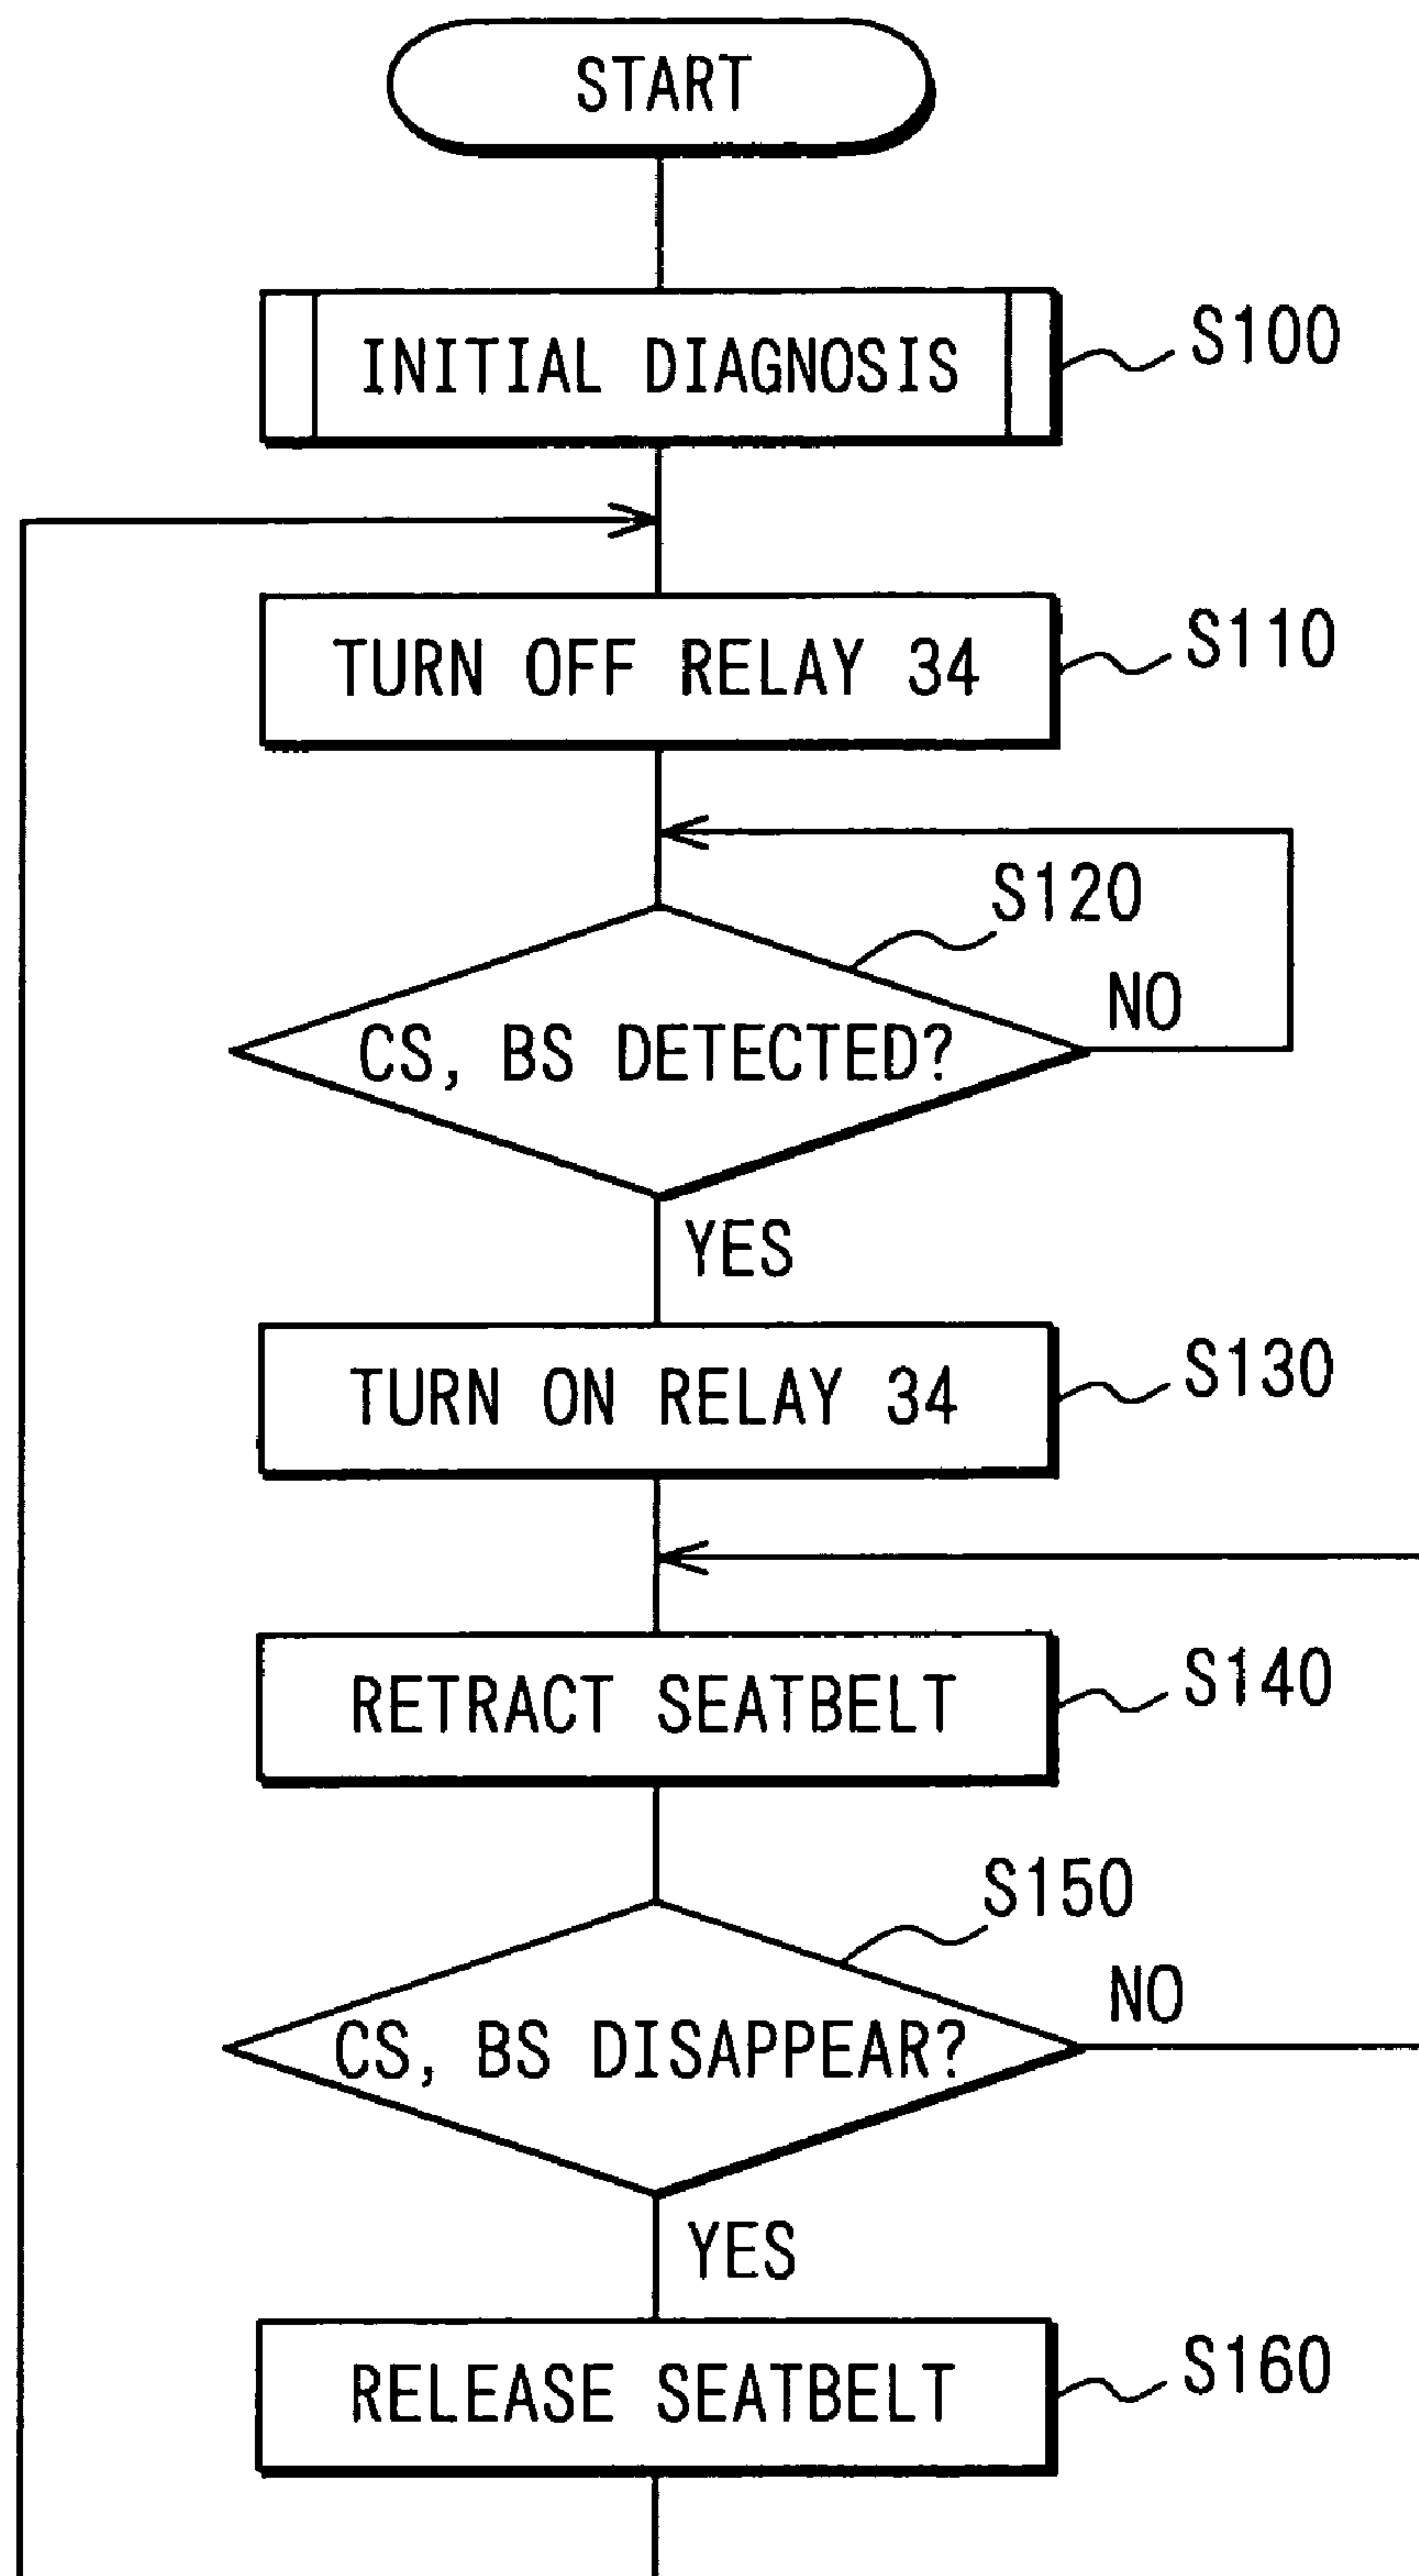 START
INITIAL DIAGNOSIS
S100
TURN OFF RELAY 34
S110
S120
CS, BS DETECTED?
NO
YES
TURN ON RELAY 34
S130
RETRACT SEATBELT
S140
S150
CS, BS DISAPPEAR?
NO
YES
RELEASE SEATBELT
S160